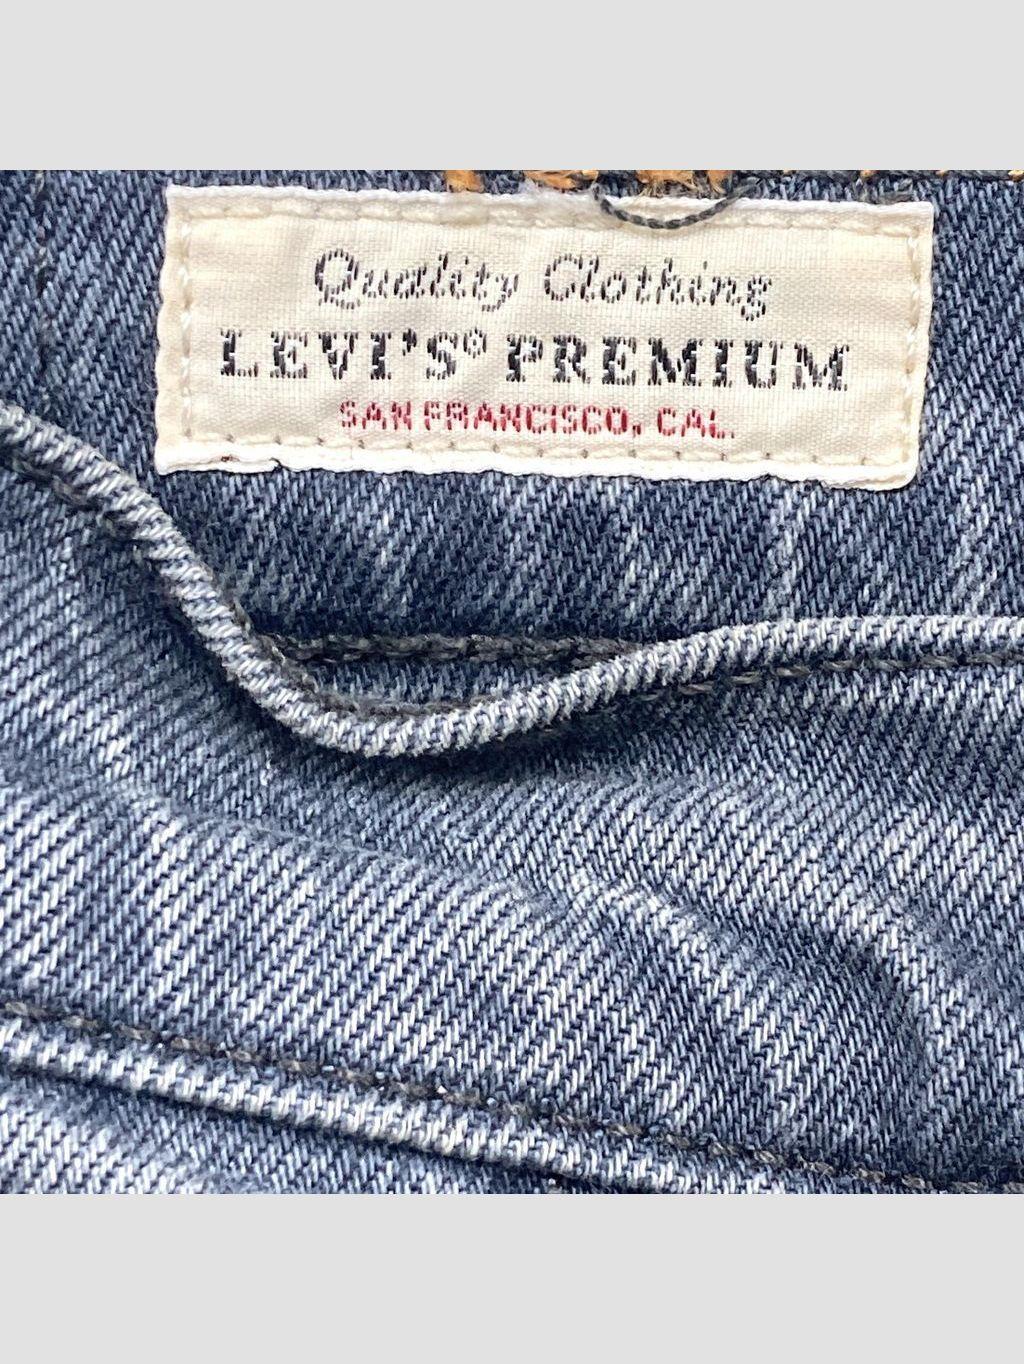 Quality Clothing
LEVI'S® PREMIUM
SAN FRANCISCO, CAL.